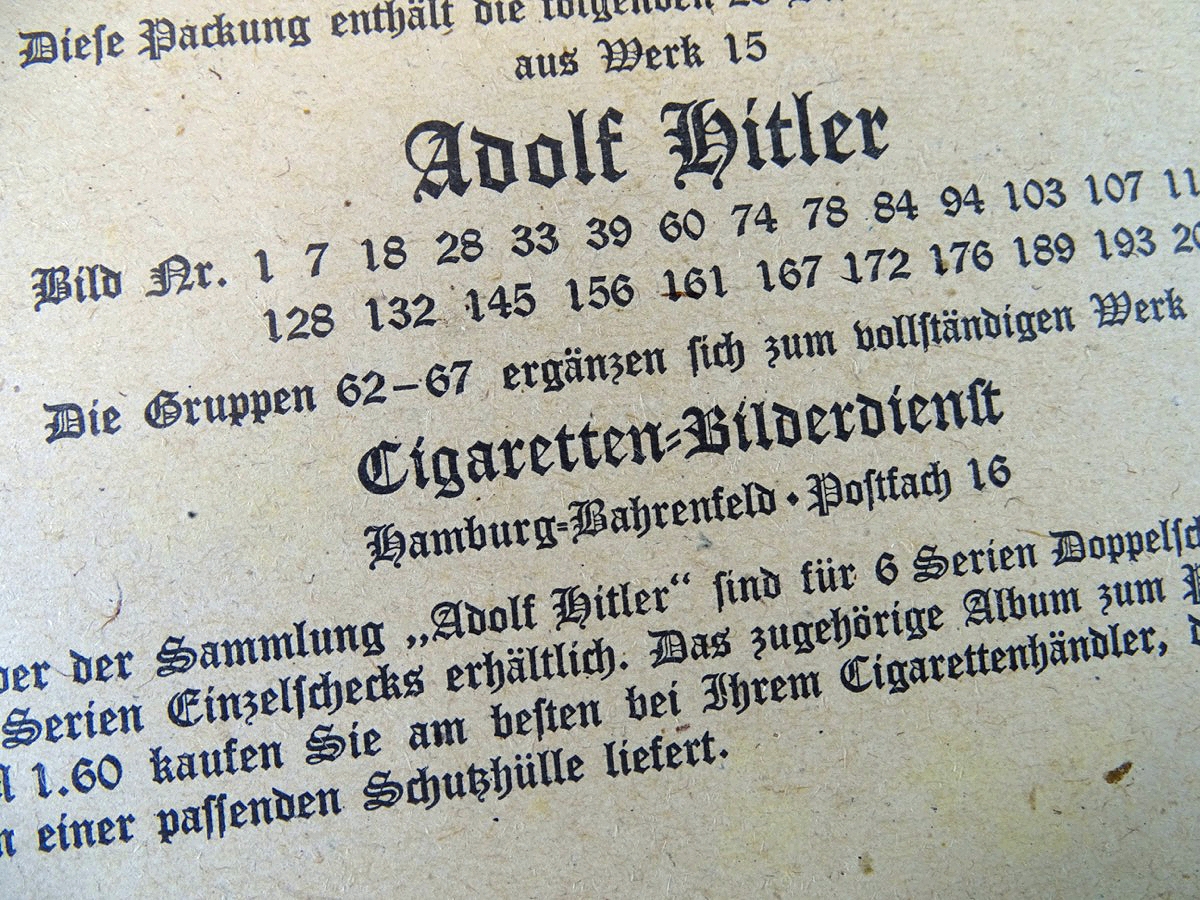 Diese Packung enthält die folgenden
aus Werk 15
Adolf Hitler
Bild Nr. 1 7 18 28 33 39 60 74 78 84 94 103 107
128 132 145 156 161 167 172 176 189 193
Die Gruppen 62–67 ergänzen sich zum vollständigen Werk
Cigaretten=Bilderdienst
Hamburg=Bahrenfeld • Postfach 16
der Sammlung „Adolf Hitler“ sind für 6 Serien
Serien Einzelschecks erhältlich. Das zugehörige Album zum
1.60 kaufen Sie am besten bei Ihrem Cigarettenhändler,
einer passenden Schutzhülle liefert.